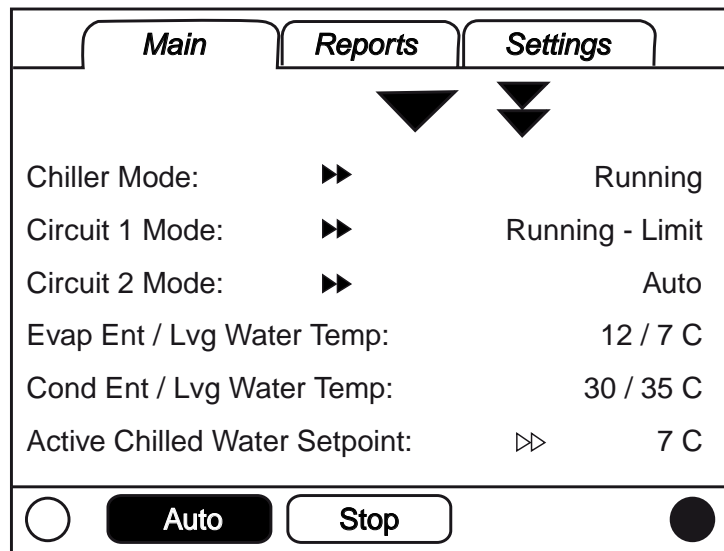 Main Reports Settings
Chiller Mode: Running
Circuit 1 Mode: Running - Limit
Circuit 2 Mode: Auto
Evap Ent / Lvg Water Temp: 12 / 7 C
Cond Ent / Lvg Water Temp: 30 / 35 C
Active Chilled Water Setpoint: 7 C
Auto Stop